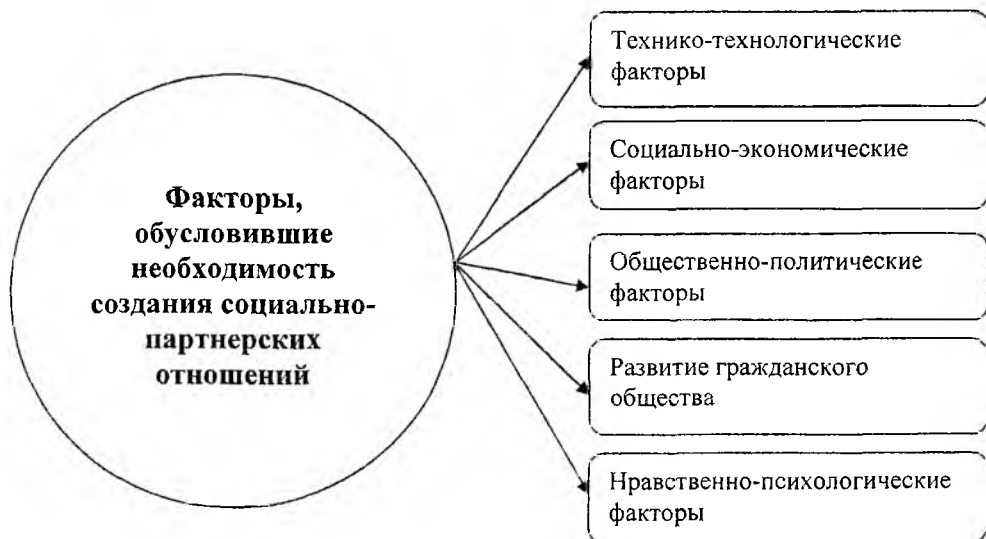 Факторы,
обусловившие
необходимость
создания социально-
партнерских
отношений
Технико-технологические
факторы
Социально-экономические
факторы
Общественно-политические
факторы
Развитие гражданского
общества
Нравственно-психологические
факторы